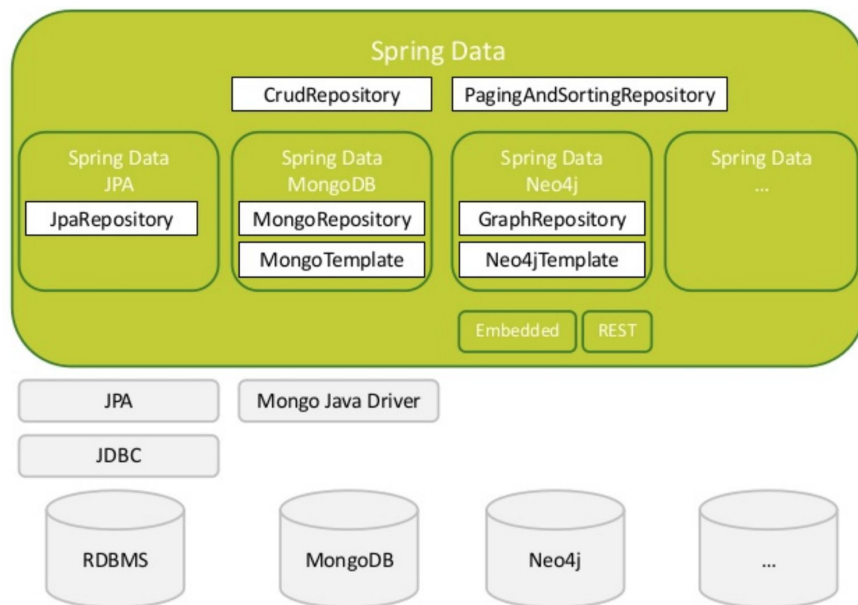 Spring Data
CrudRepository
PagingAndSortingRepository
Spring Data
JPA
JpaRepository
Spring Data
MongoDB
MongoRepository
MongoTemplate
Spring Data
Neo4j
GraphRepository
Neo4jTemplate
Spring Data
...
Embedded
REST
JPA
Mongo Java Driver
JDBC
RDBMS
MongoDB
Neo4j
...